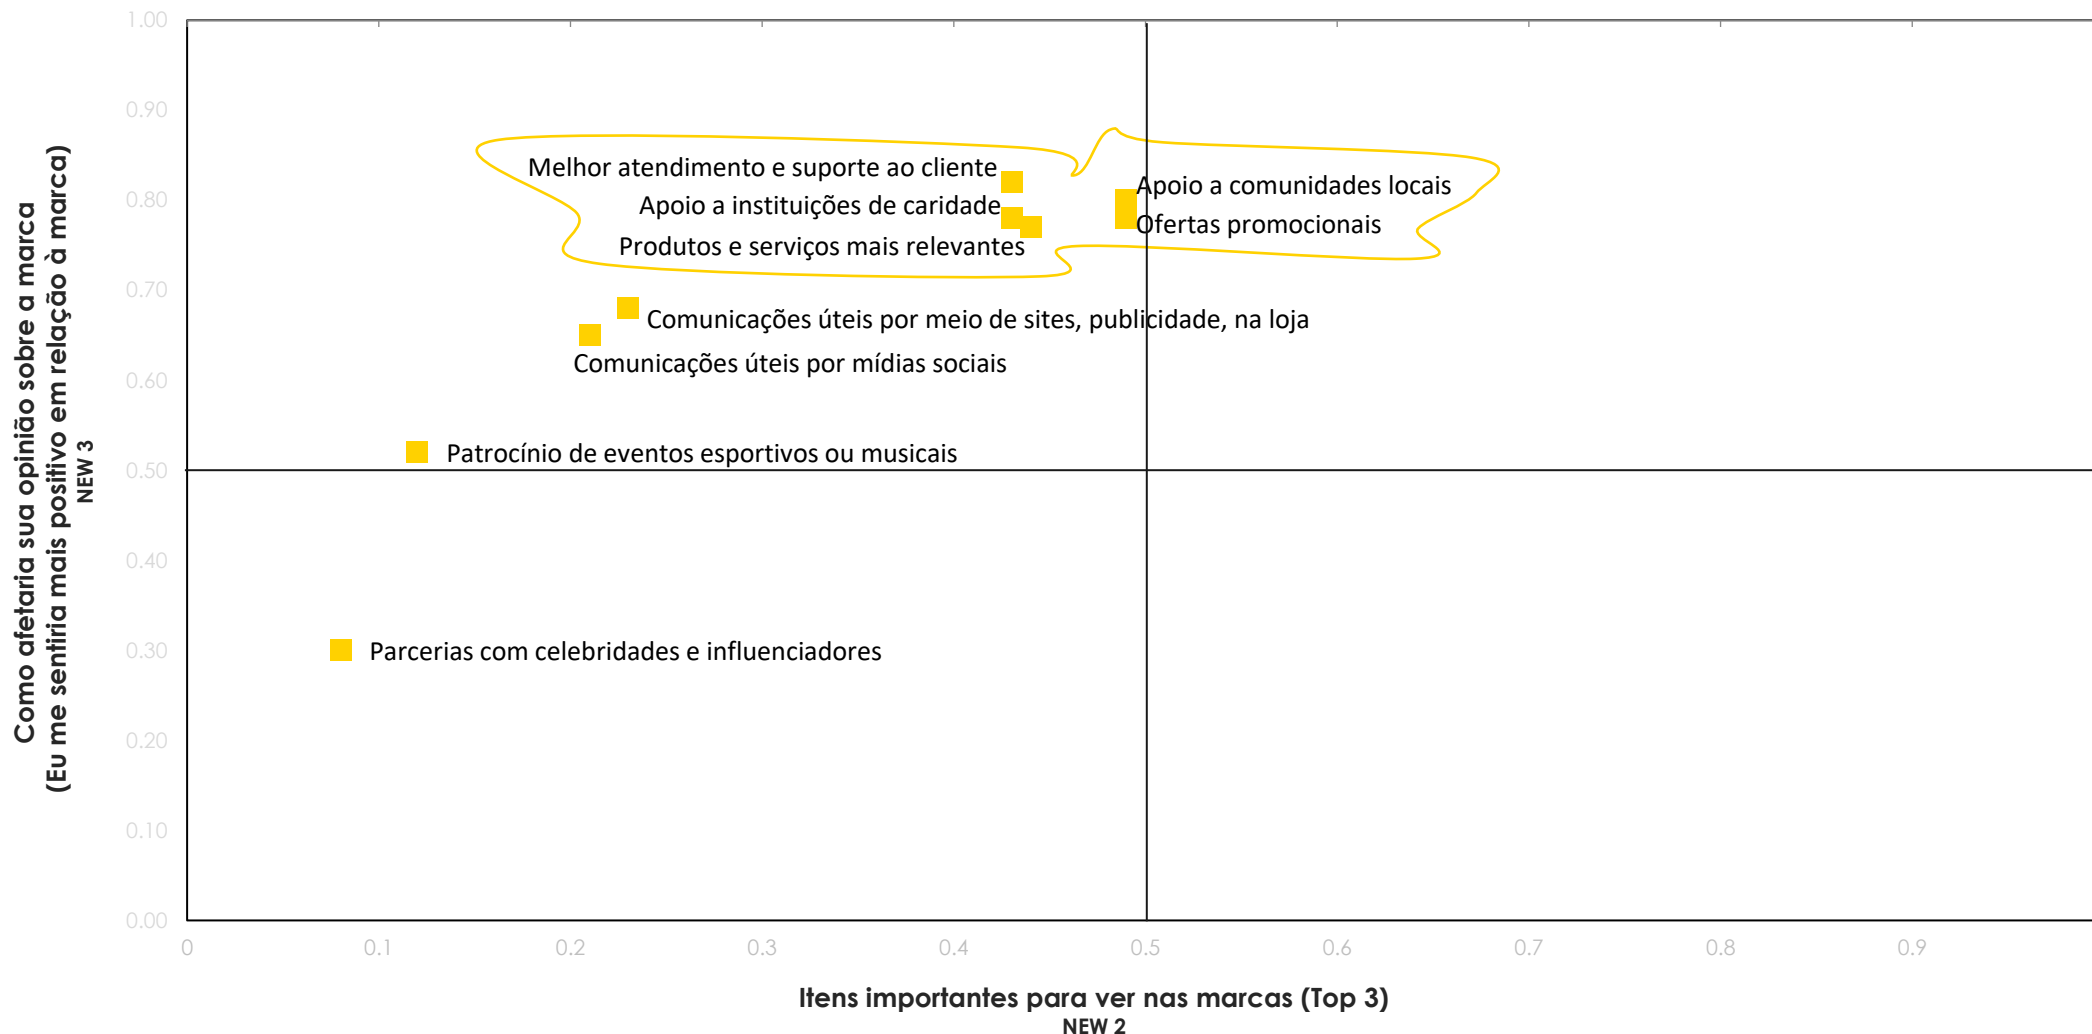 Como afetaria sua opinião sobre a marca
(Eu me sentiria mais positivo em relação à marca)
NEW 3
1.00
0.90
0.80
0.70
0.60
0.50
0.40
0.30
0.20
0.10
0.00
Melhor atendimento e suporte ao cliente
Apoio a instituições de caridade
Produtos e serviços mais relevantes
Apoio a comunidades locais
Ofertas promocionais
Comunicações úteis por meio de sites, publicidade, na loja
Comunicações úteis por mídias sociais
Patrocínio de eventos esportivos ou musicais
Parcerias com celebridades e influenciadores
0 0.1 0.2 0.3 0.4 0.5 0.6 0.7 0.8 0.9
Itens importantes para ver nas marcas (Top 3)
NEW 2